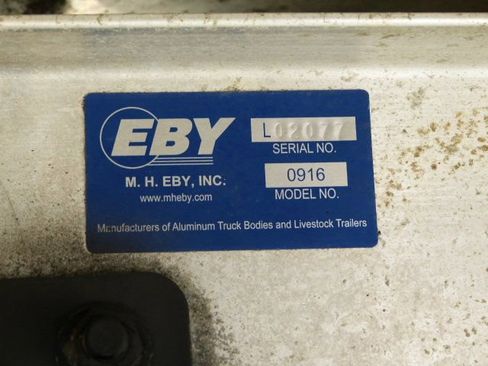 EBY
M. H. EBY, INC.
www.mheby.com
L02077
SERIAL NO.
0916
MODEL NO.
Manufacturers of Aluminum Truck Bodies and Livestock Trailers